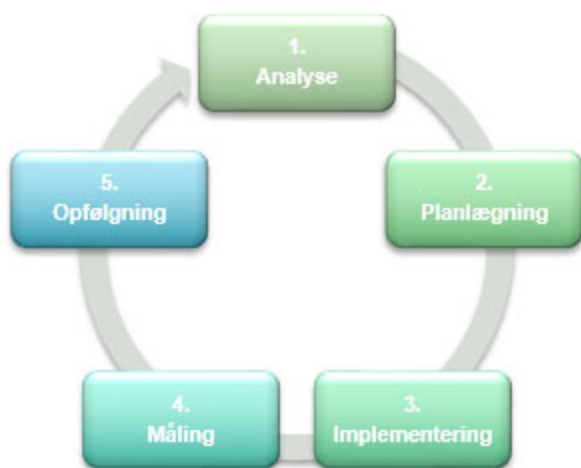 1.
Analyse
2.
Planlægning
3.
Implementering
4.
Måling
5.
Opfølgning